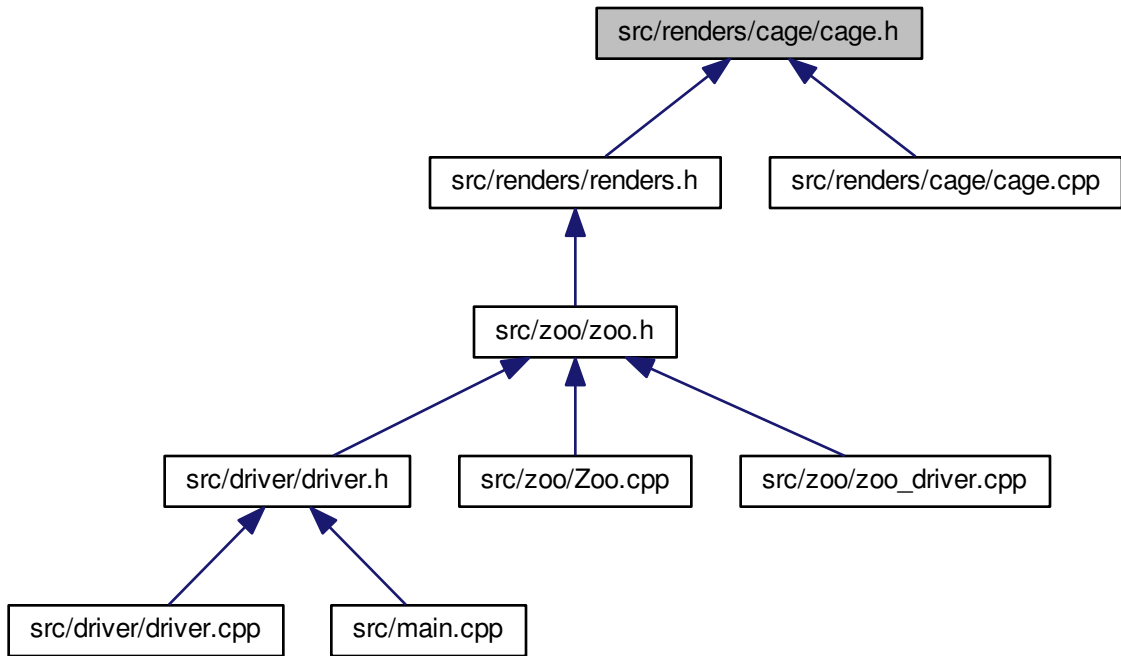 src/renders/cage/cage.h
src/renders/renders.h
src/renders/cage/cage.cpp
src/zoo/zoo.h
src/driver/driver.h
src/zoo/Zoo.cpp
src/zoo/zoo_driver.cpp
src/driver/driver.cpp
src/main.cpp